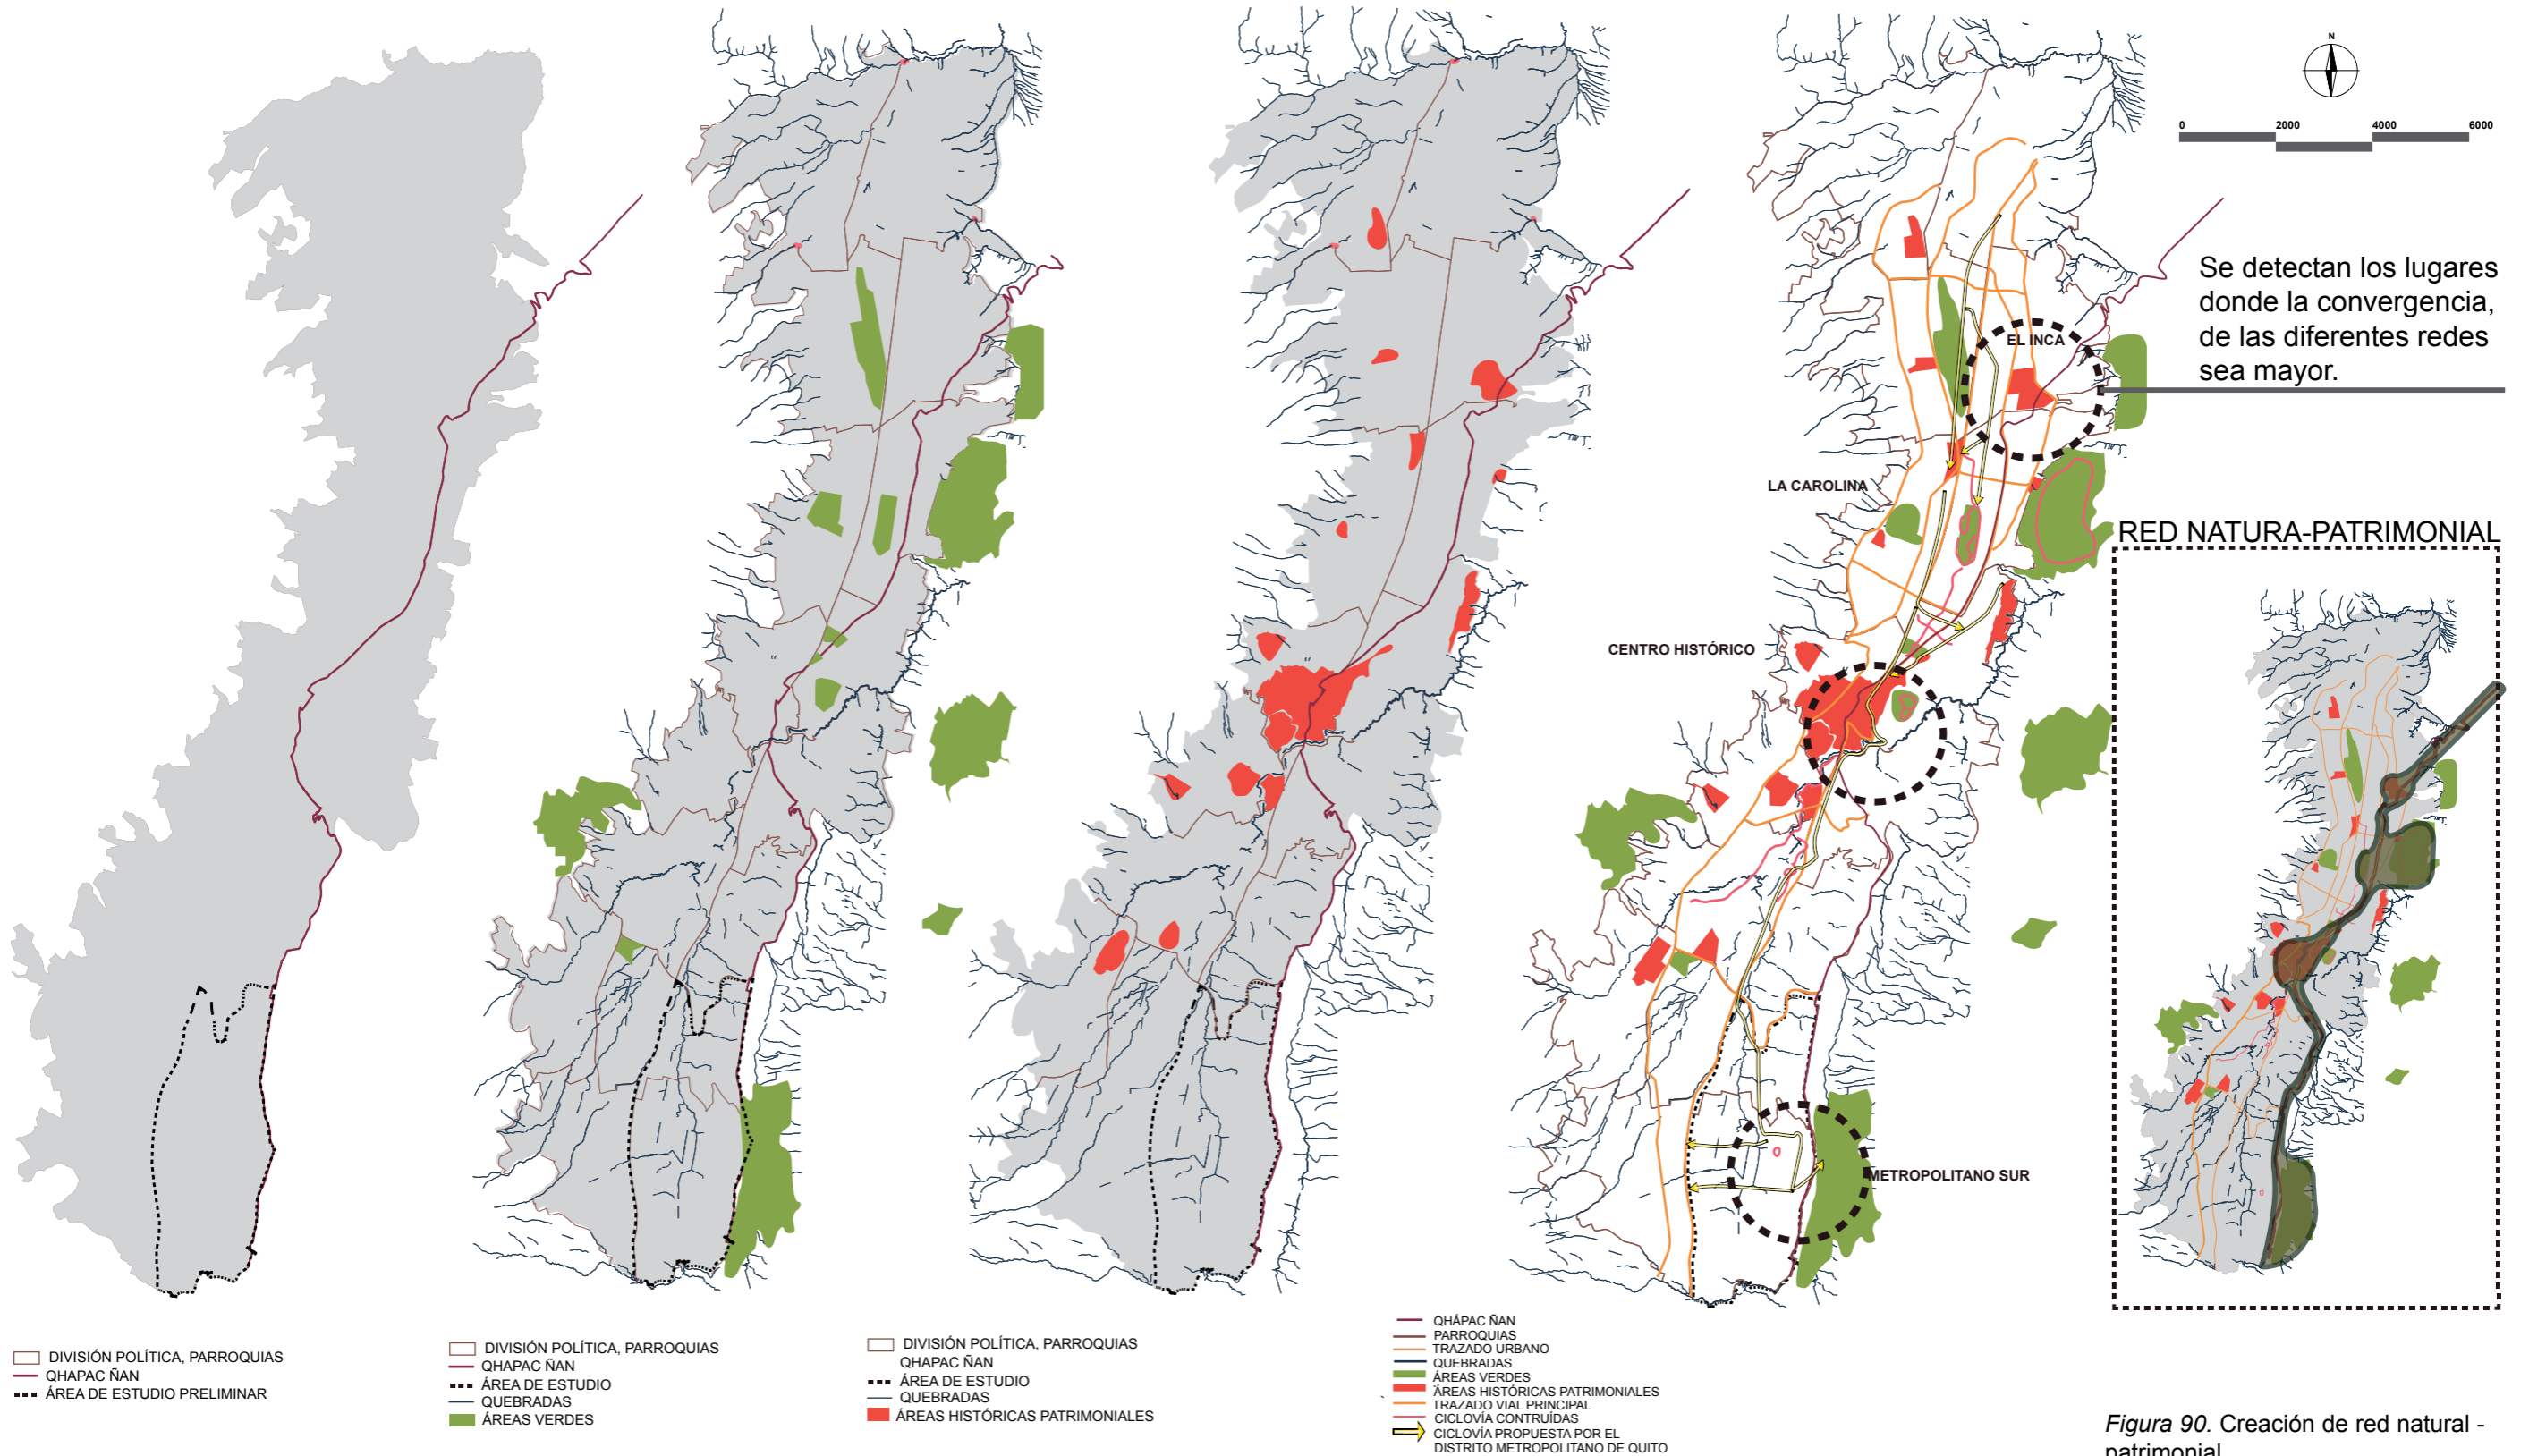 N
0 2000 4000 6000
Se detectan los lugares
donde la convergencia,
de las diferentes redes
sea mayor.
EL INCA
LA CAROLINA
RED NATURA-PATRIMONIAL
CENTRO HISTÓRICO
METROPOLITANO SUR
DIVISIÓN POLÍTICA, PARROQUIAS
QHAPAC ÑAN
ÁREA DE ESTUDIO PRELIMINAR
DIVISIÓN POLÍTICA, PARROQUIAS
QHAPAC ÑAN
ÁREA DE ESTUDIO
QUEBRADAS
ÁREAS VERDES
DIVISIÓN POLÍTICA, PARROQUIAS
QHAPAC ÑAN
ÁREA DE ESTUDIO
QUEBRADAS
ÁREAS HISTÓRICAS PATRIMONIALES
QHÁPAC ÑAN
PARROQUIAS
TRAZADO URBANO
QUEBRADAS
ÁREAS VERDES
ÁREAS HISTÓRICAS PATRIMONIALES
TRAZADO VIAL PRINCIPAL
CICLOVÍA CONTRUÍDAS
CICLOVÍA PROPUESTA POR EL
DISTRITO METROPOLITANO DE QUITO
Figura 90. Creación de red natural -
patrimonial